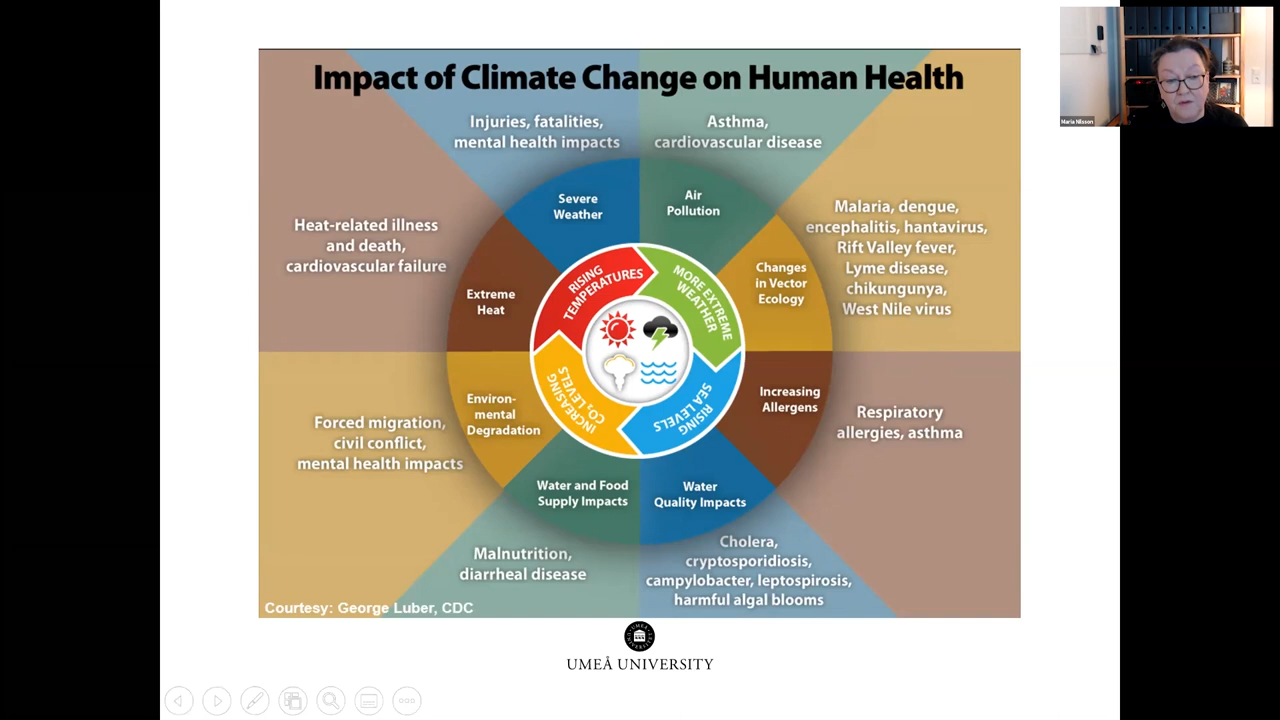 Impact of Climate Change on Human Health
Injuries, fatalities,
mental health impacts
Asthma,
cardiovascular disease
Severe
Weather
Air
Pollution
Heat-related illness
and death,
cardiovascular failure
Malaria, dengue,
encephalitis, hantavirus,
Rift Valley fever,
Lyme disease,
chikungunya,
West Nile virus
Extreme
Heat
Changes
in Vector
Ecology
RISING
TEMPERATURES
MORE EXTREME
WEATHER
INCREASING
CO₂ LEVELS
RISING
SEA LEVELS
Environ-
mental
Degradation
Increasing
Allergens
Forced migration,
civil conflict,
mental health impacts
Respiratory
allergies, asthma
Water and Food
Supply Impacts
Water
Quality Impacts
Malnutrition,
diarrheal disease
Cholera,
cryptosporidiosis,
campylobacter, leptospirosis,
harmful algal blooms
Courtesy: George Luber, CDC
UMEÅ UNIVERSITY
Maria Nilsson